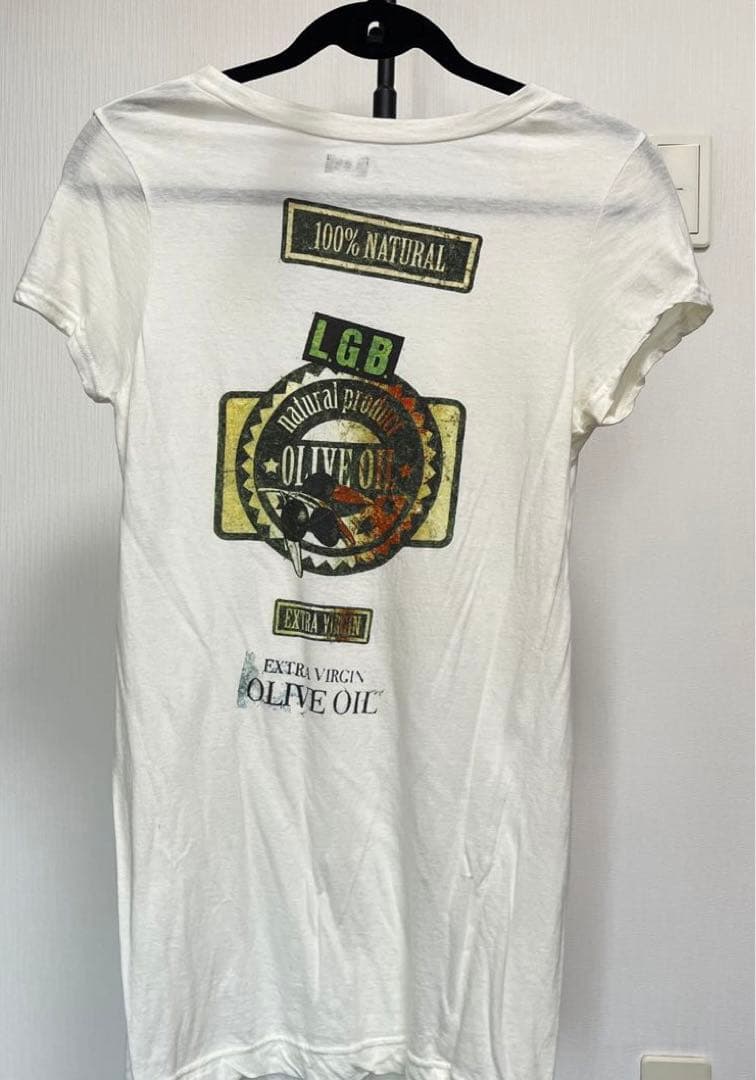 100% NATURAL
L.G.B.
natural product
OLIVE OIL
EXTRA VIRGIN
EXTRA VIRGIN
OLIVE OIL